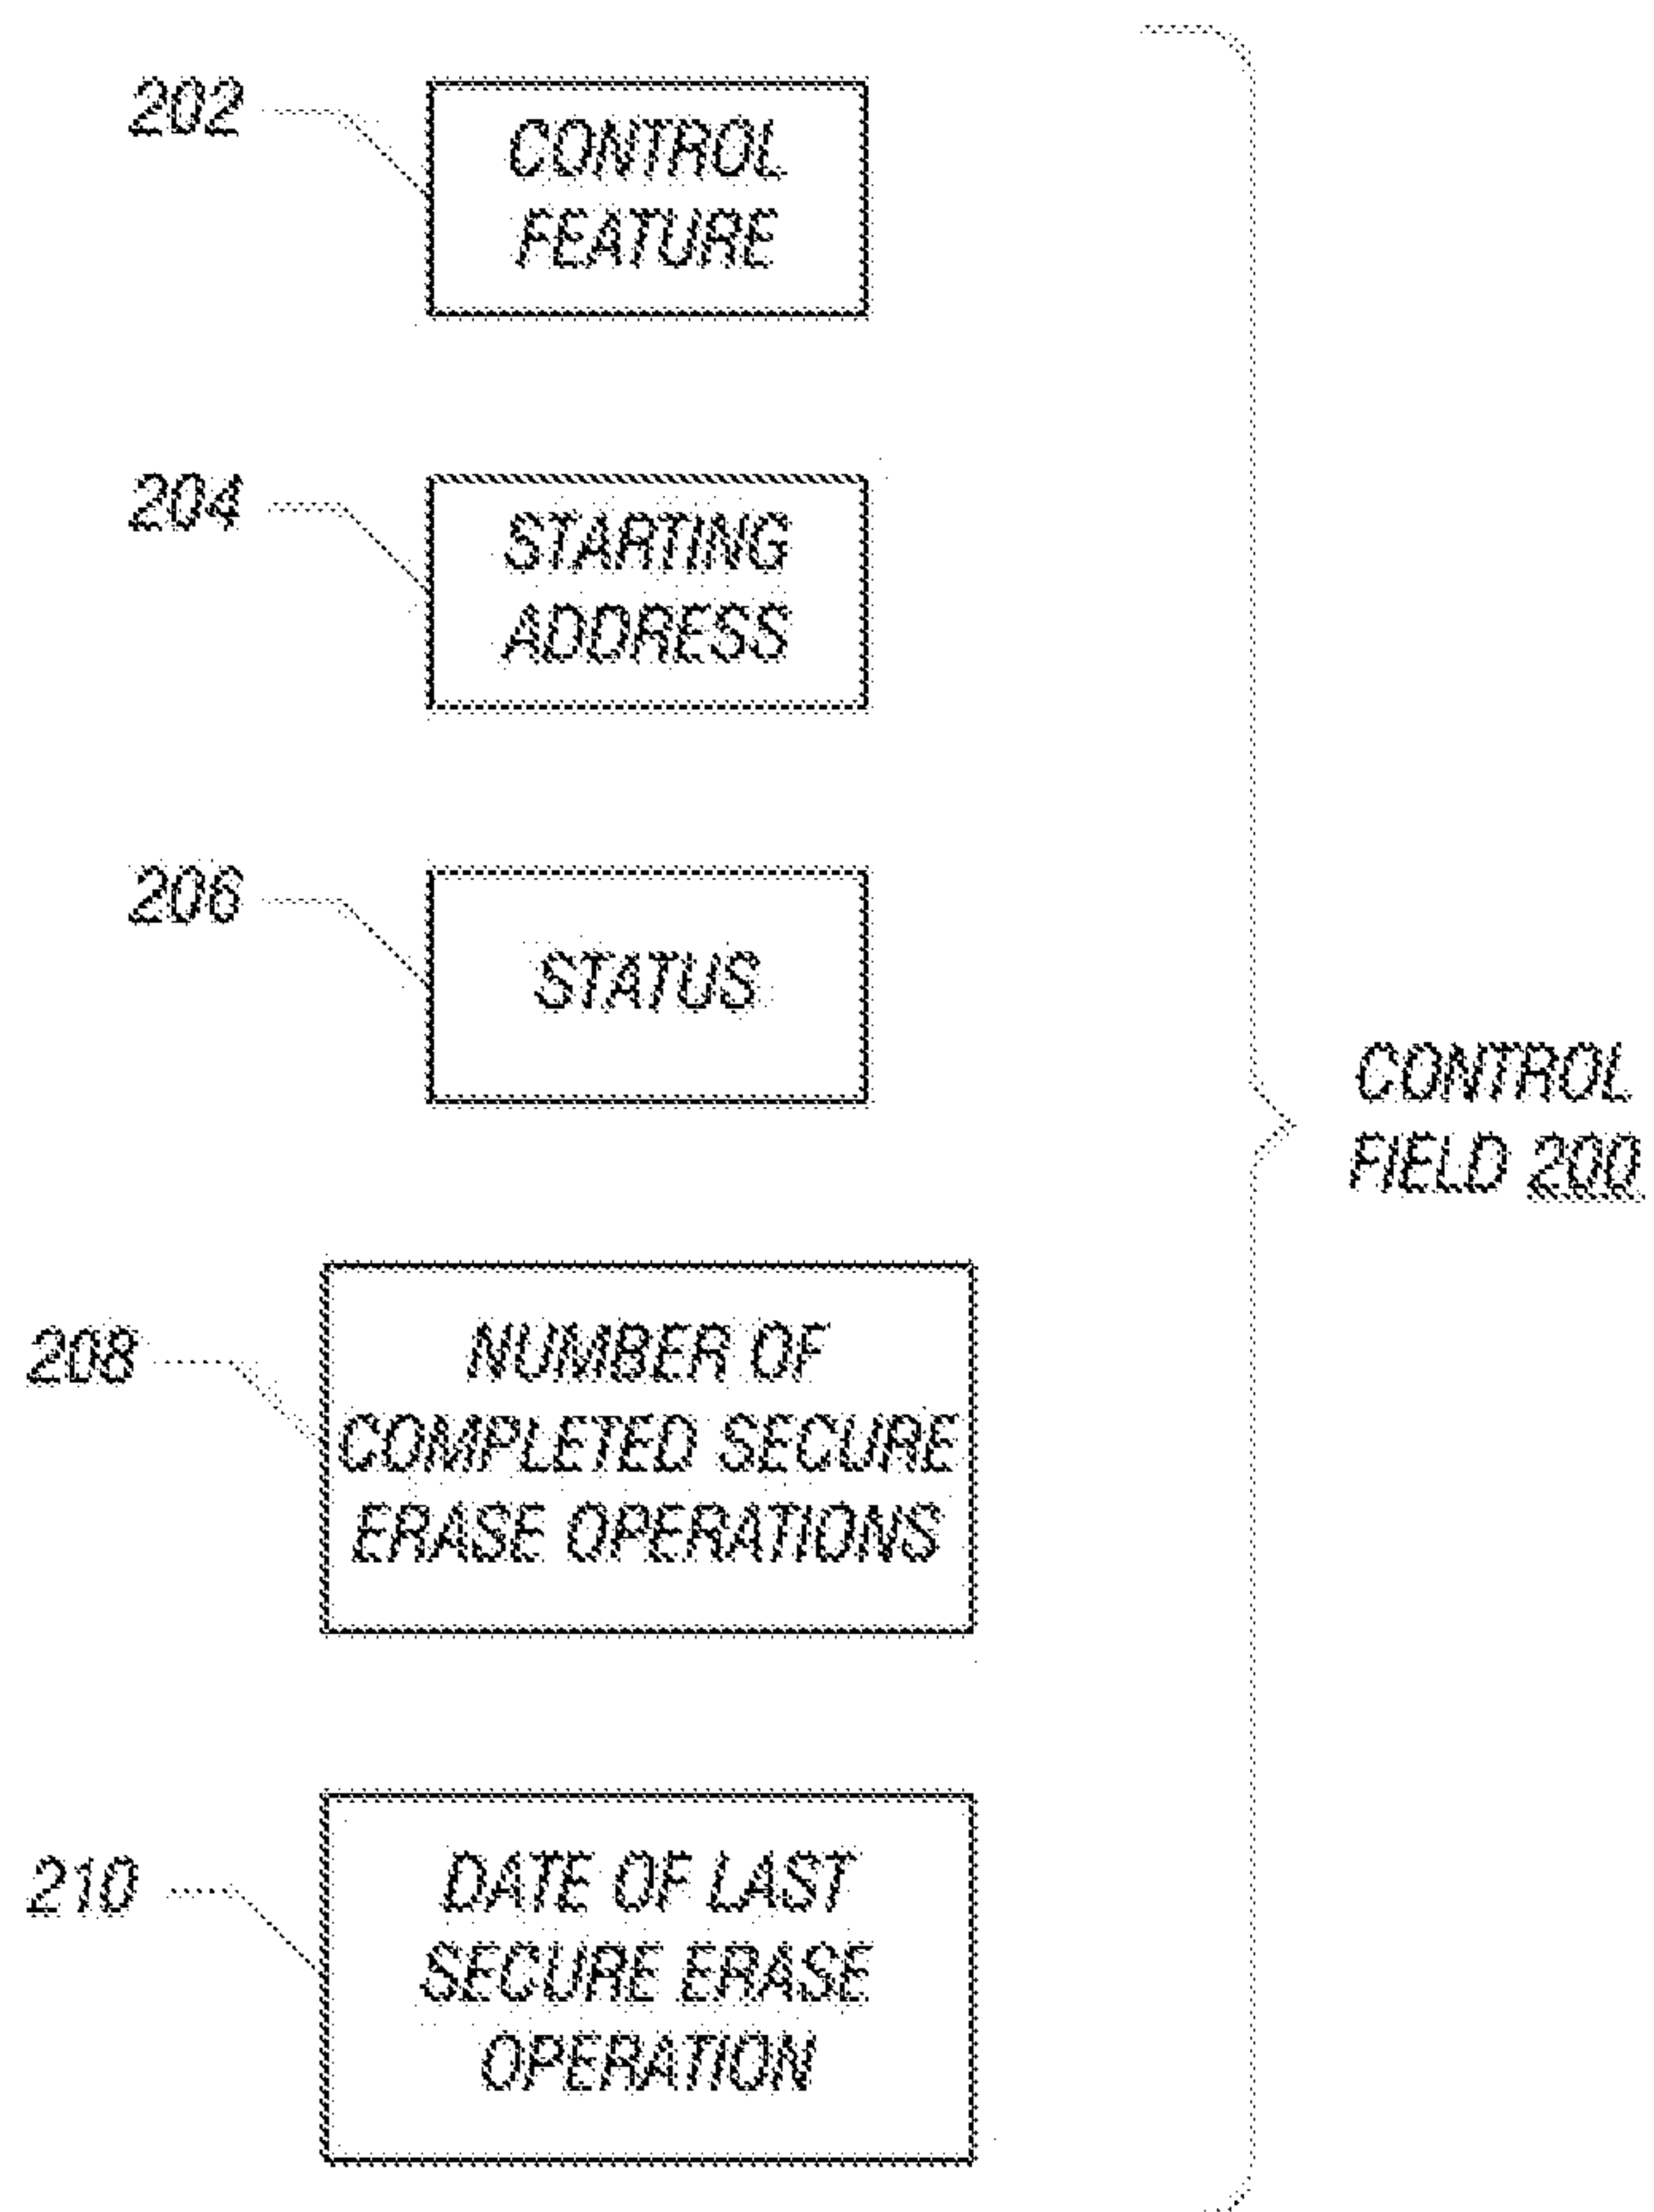 202
CONTROL
FEATURE
204
STARTING
ADDRESS
206
STATUS
CONTROL
FIELD 200
208
NUMBER OF
COMPLETED SECURE
ERASE OPERATIONS
210
DATE OF LAST
SECURE ERASE
OPERATION